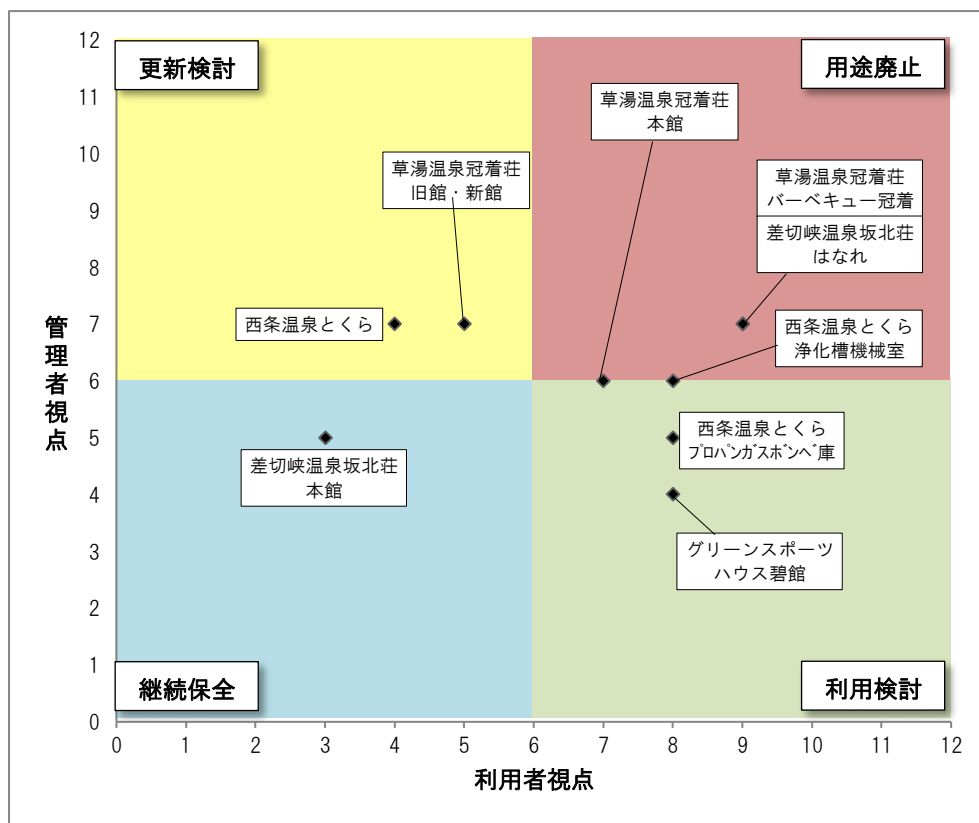 12
11
10
9
8
7
6
5
4
3
2
1
0
管理者視点
更新検討
用途廃止
草湯温泉冠着荘
本館
草湯温泉冠着荘
旧館・新館
草湯温泉冠着荘
バーベキュー冠着
差切峡温泉坂北荘
はなれ
西条温泉とくら
西条温泉とくら
浄化槽機械室
差切峡温泉坂北荘
本館
西条温泉とくら
プロパンガスボンベ庫
グリーンスポーツ
ハウス碧館
継続保全
利用検討
0 1 2 3 4 5 6 7 8 9 10 11 12
利用者視点